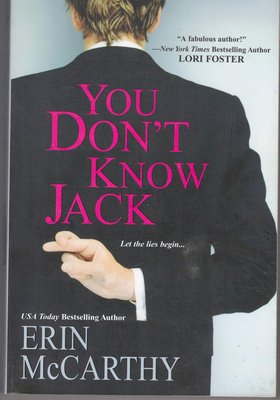 "A fabulous author!"
—New York Times Bestselling Author
LORI FOSTER
YOU
DON'T
KNOW
JACK
Let the lies begin...
USA Today Bestselling Author
ERIN
MCCARTHY